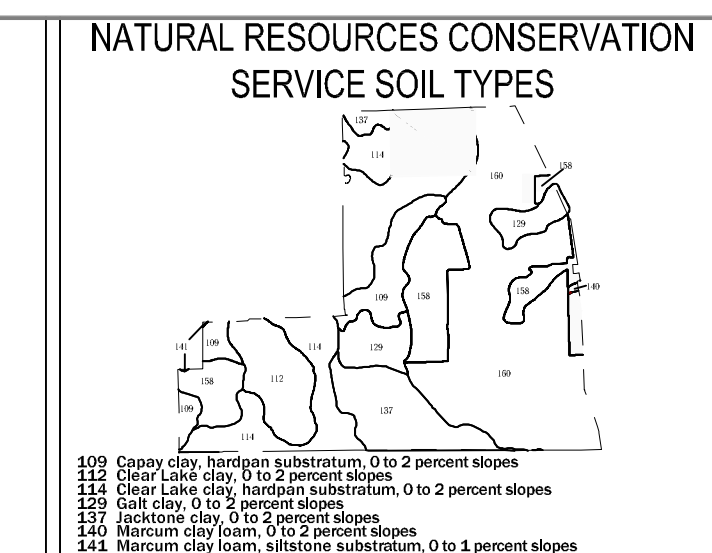 NATURAL RESOURCES CONSERVATION
SERVICE SOIL TYPES
137
114
158
160
129
158
140
109
158
141
109
114
129
158
112
160
109
137
114
109 Capay clay, hardpan substratum, 0 to 2 percent slopes
112 Clear Lake clay, 0 to 2 percent slopes
114 Clear Lake clay, hardpan substratum, 0 to 2 percent slopes
129 Galt clay, 0 to 2 percent slopes
137 Jacktone clay, 0 to 2 percent slopes
140 Marcum clay loam, 0 to 2 percent slopes
141 Marcum clay loam, siltstone substratum, 0 to 1 percent slopes